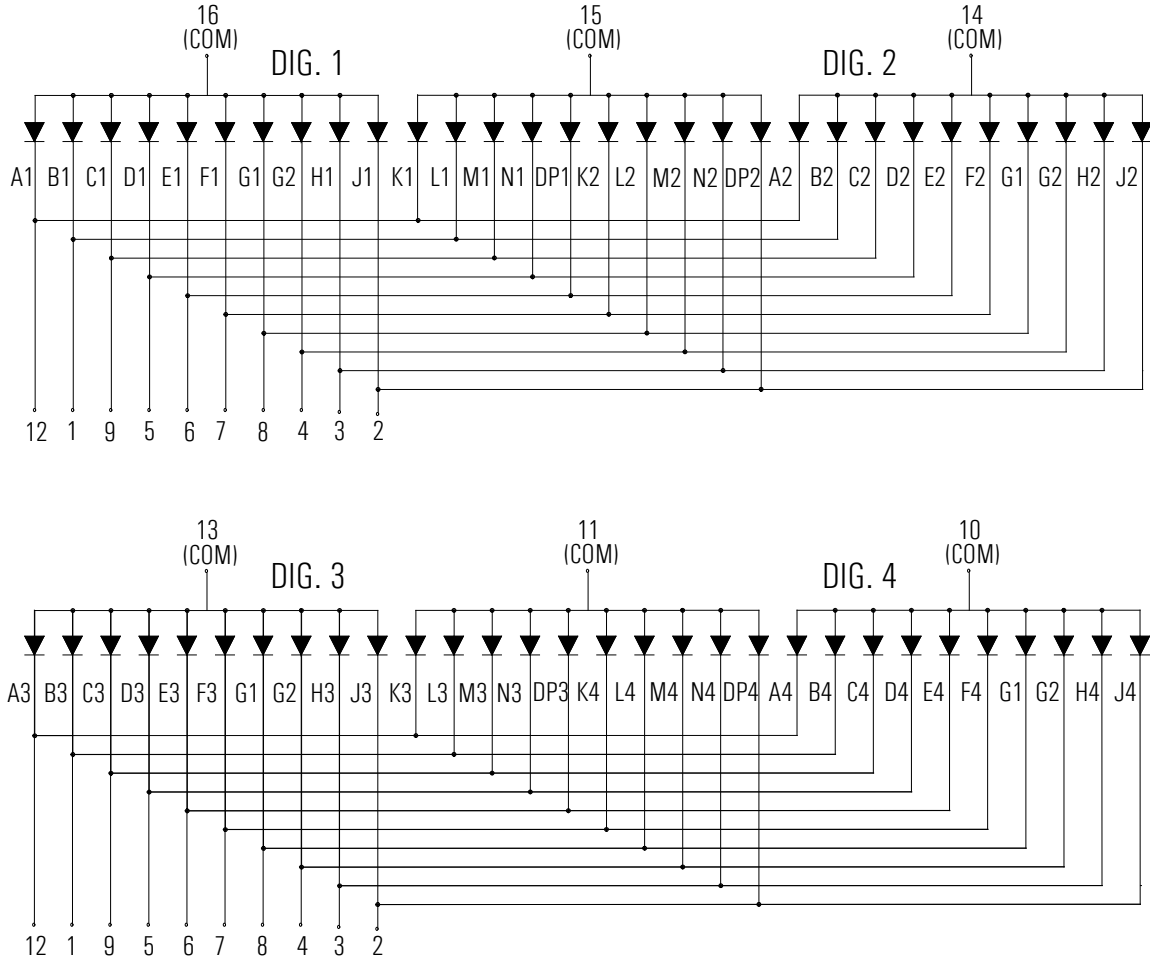 16 15 14
(COM) (COM) (COM)
DIG. 1 DIG. 2
A1 B1 C1 D1 E1 F1 G1 G2 H1 J1 K1 L1 M1 N1 DP1 K2 L2 M2 N2 DP2 A2 B2 C2 D2 E2 F2 G1 G2 H2 J2
12 1 9 5 6 7 8 4 3 2
13 11 10
(COM) (COM) (COM)
DIG. 3 DIG. 4
A3 B3 C3 D3 E3 F3 G1 G2 H3 J3 K3 L3 M3 N3 DP3 K4 L4 M4 N4 DP4 A4 B4 C4 D4 E4 F4 G1 G2 H4 J4
12 1 9 5 6 7 8 4 3 2